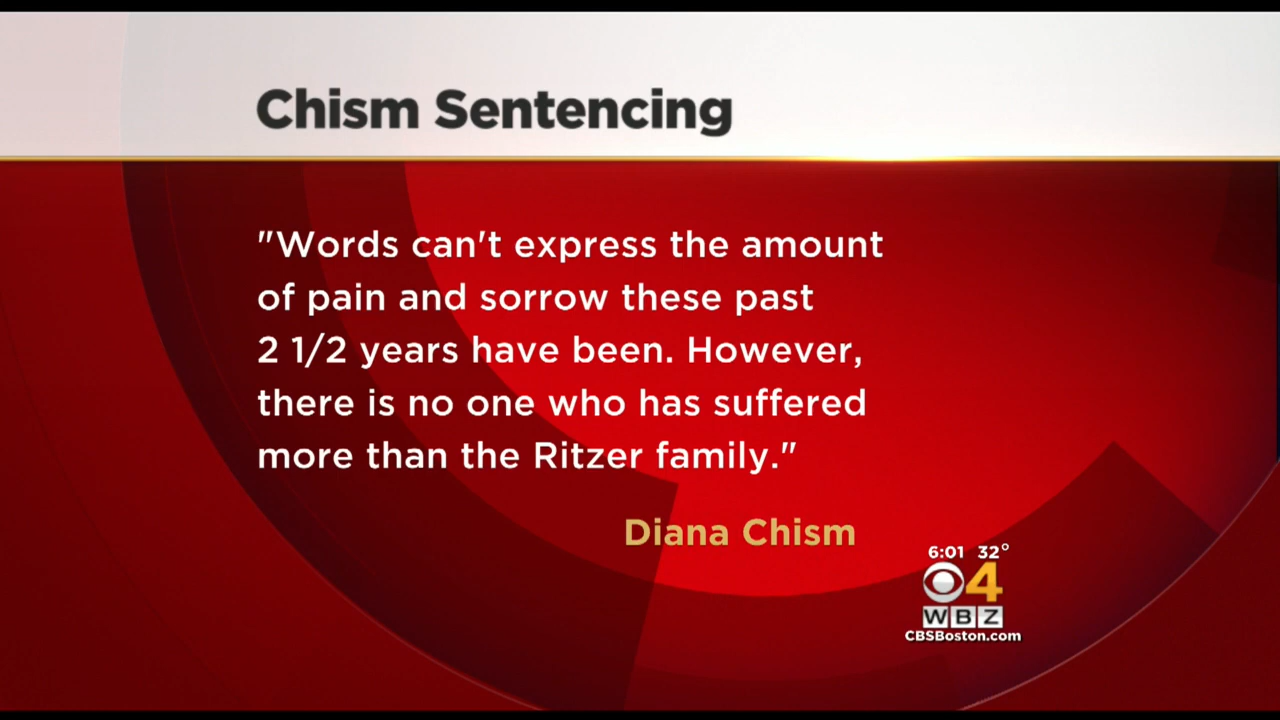 Chism Sentencing
"Words can't express the amount
of pain and sorrow these past
2 1/2 years have been. However,
there is no one who has suffered
more than the Ritzer family."
Diana Chism
6:01 32°
4
WBZ
CBSBoston.com